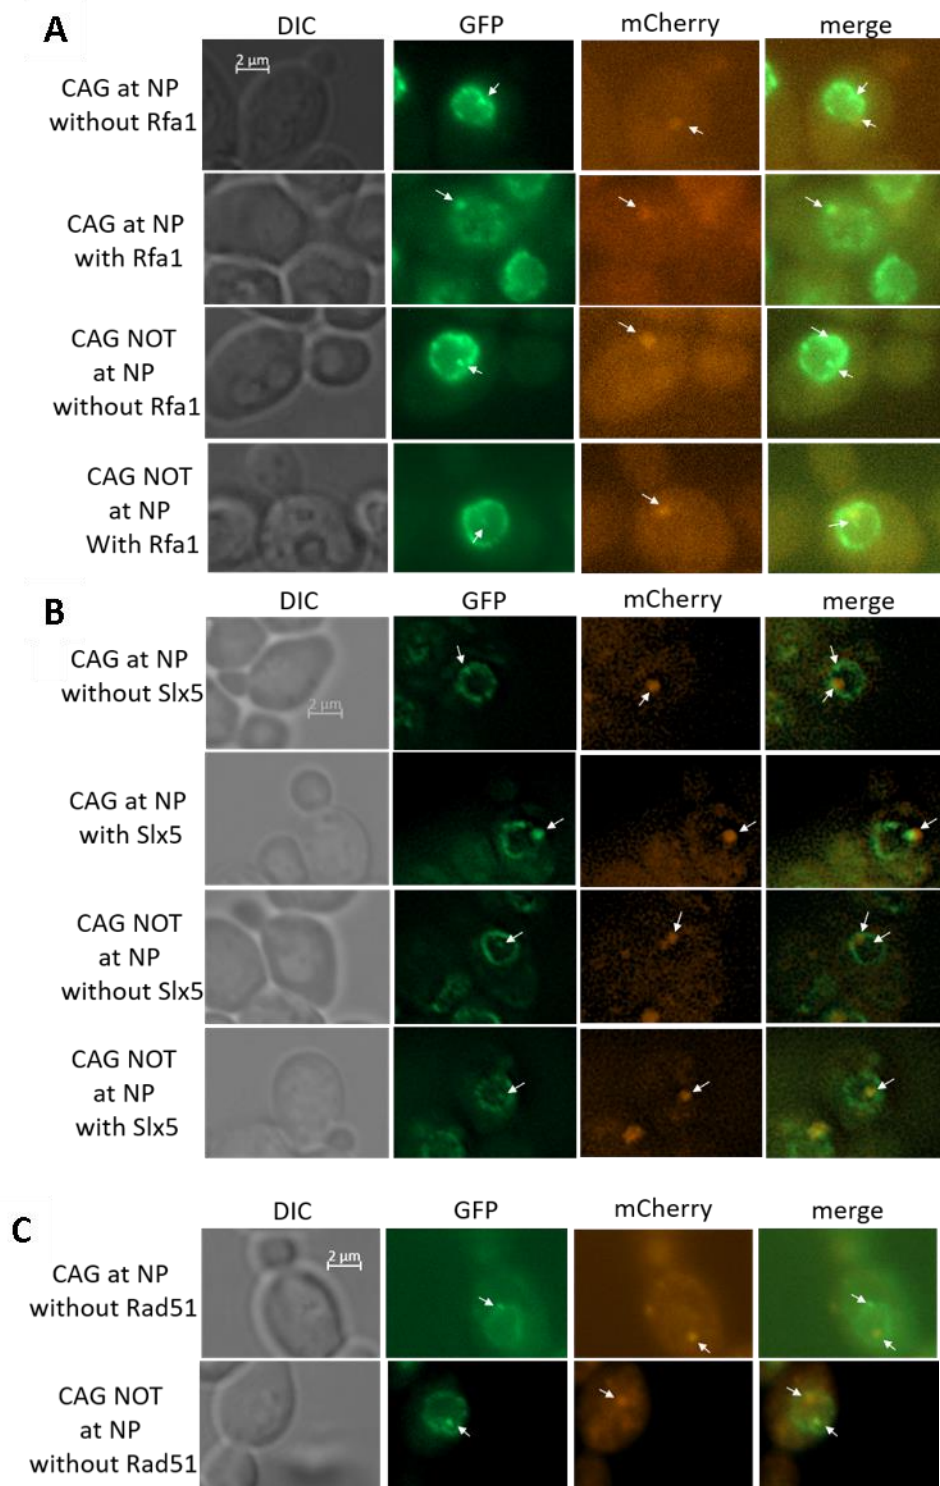 A
DIC GFP mCherry merge
2 µm
CAG at NP
without Rfa1
CAG at NP
with Rfa1
CAG NOT
at NP
without Rfa1
CAG NOT
at NP
With Rfa1
B
DIC GFP mCherry merge
CAG at NP
without Slx5
2 µm
CAG at NP
with Slx5
CAG NOT
at NP
without Slx5
CAG NOT
at NP
with Slx5
C
DIC GFP mCherry merge
2 µm
CAG at NP
without Rad51
CAG NOT
at NP
without Rad51